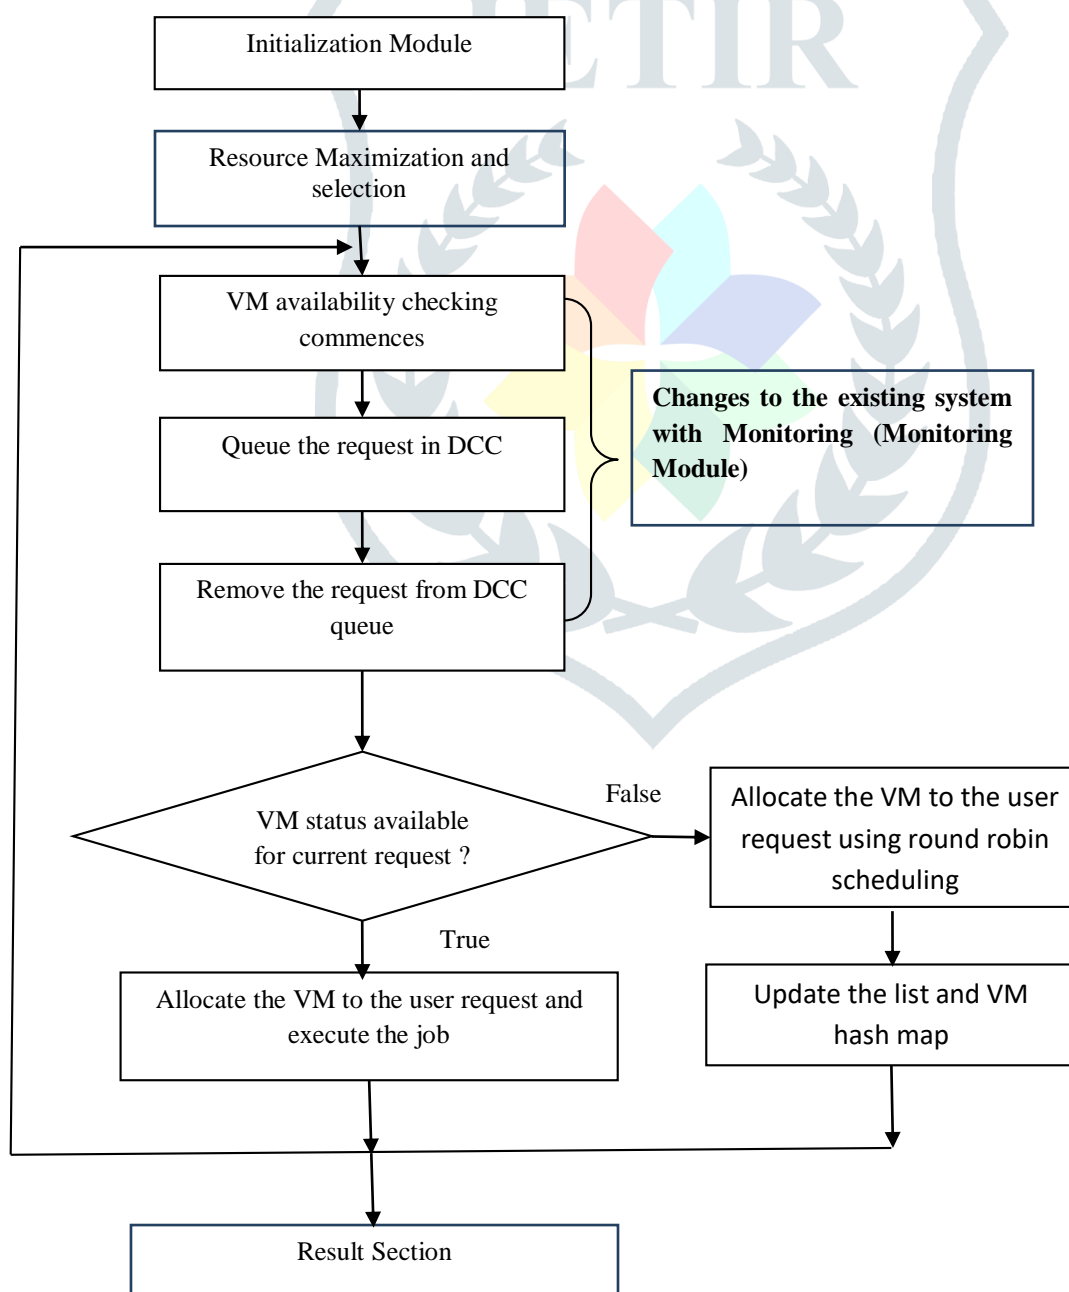 JETIR
Initialization Module
Resource Maximization and
selection
VM availability checking
commences
Changes to the existing system
with Monitoring (Monitoring
Module)
Queue the request in DCC
Remove the request from DCC
queue
False
VM status available
for current request ?
Allocate the VM to the user
request using round robin
scheduling
True
Allocate the VM to the user request and
execute the job
Update the list and VM
hash map
Result Section